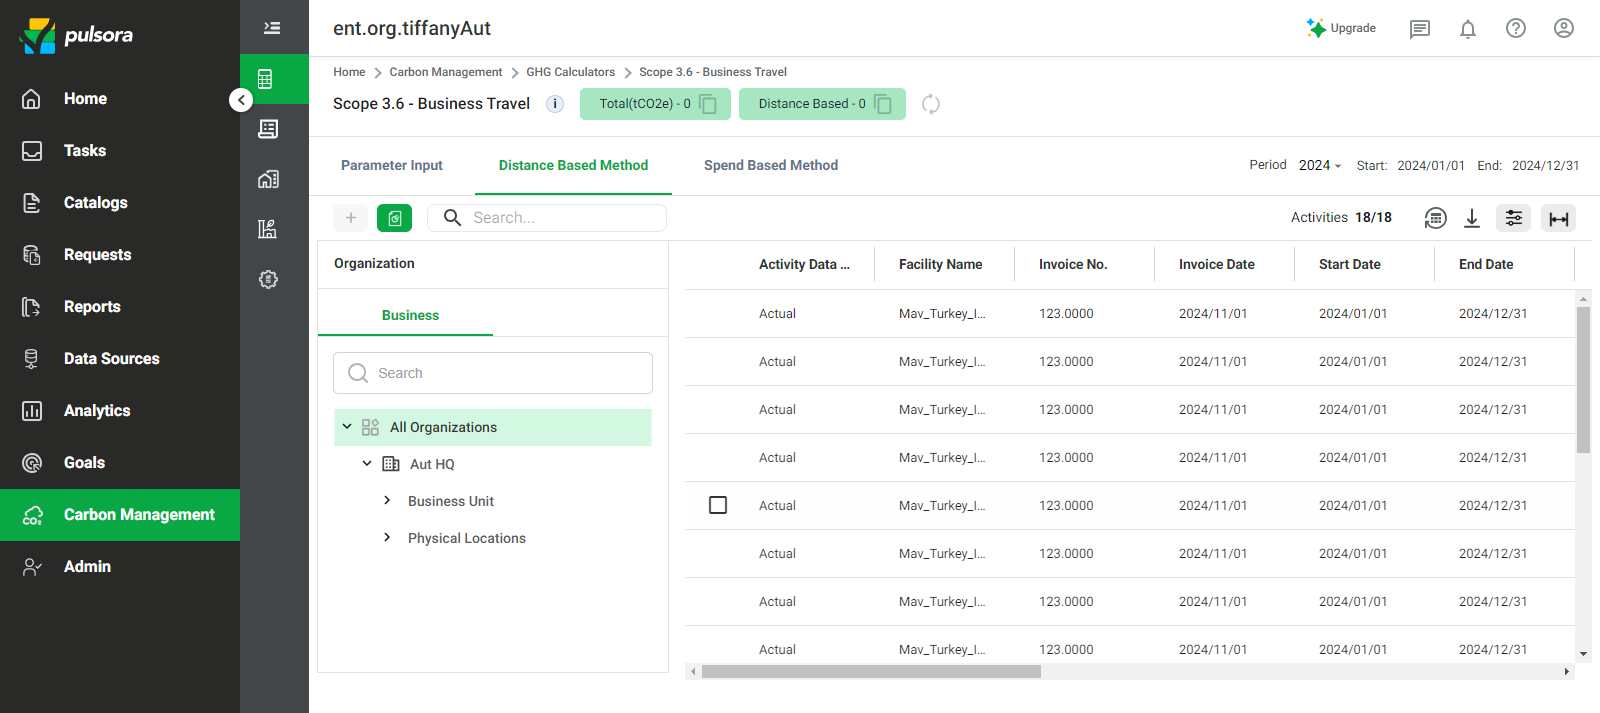 pulsora
Home
Tasks
Catalogs
Requests
Reports
Data Sources
Analytics
Goals
CO₂
Carbon Management
Admin
ent.org.tiffanyAut
Upgrade
Home > Carbon Management > GHG Calculators > Scope 3.6 - Business Travel
Scope 3.6 - Business Travel i Total(tCO2e) - 0 Distance Based - 0
Parameter Input Distance Based Method Spend Based Method Period 2024 Start: 2024/01/01 End: 2024/12/31
+ Search... Activities 18/18
Organization
Business
Search
All Organizations
Aut HQ
Business Unit
Physical Locations
Activity Data ... Facility Name Invoice No. Invoice Date Start Date End Date
Actual Mav_Turkey_I... 123.0000 2024/11/01 2024/01/01 2024/12/31
Actual Mav_Turkey_I... 123.0000 2024/11/01 2024/01/01 2024/12/31
Actual Mav_Turkey_I... 123.0000 2024/11/01 2024/01/01 2024/12/31
Actual Mav_Turkey_I... 123.0000 2024/11/01 2024/01/01 2024/12/31
Actual Mav_Turkey_I... 123.0000 2024/11/01 2024/01/01 2024/12/31
Actual Mav_Turkey_I... 123.0000 2024/11/01 2024/01/01 2024/12/31
Actual Mav_Turkey_I... 123.0000 2024/11/01 2024/01/01 2024/12/31
Actual Mav_Turkey_I... 123.0000 2024/11/01 2024/01/01 2024/12/31